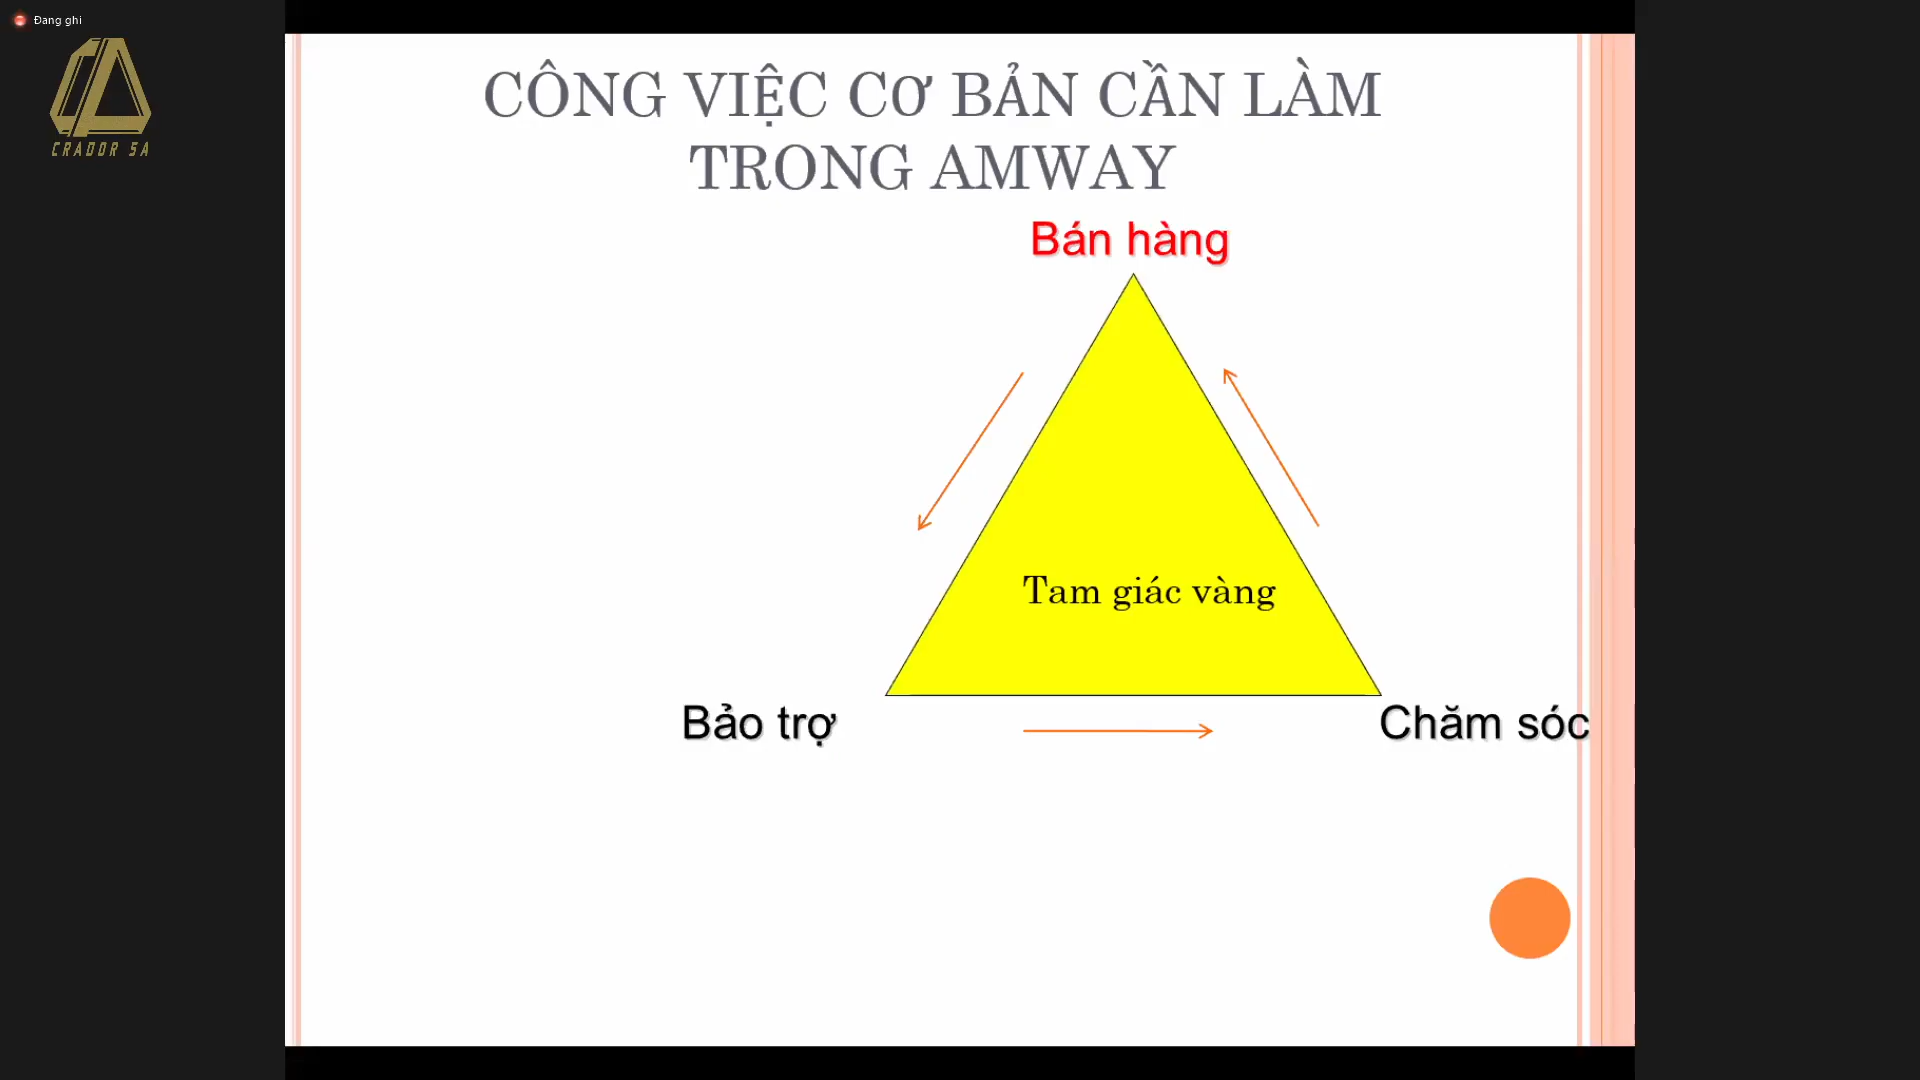 Đang ghi
CRADOR SA
CÔNG VIỆC CƠ BẢN CẦN LÀM
TRONG AMWAY
Bán hàng
Tam giác vàng
Bảo trợ
Chăm sóc